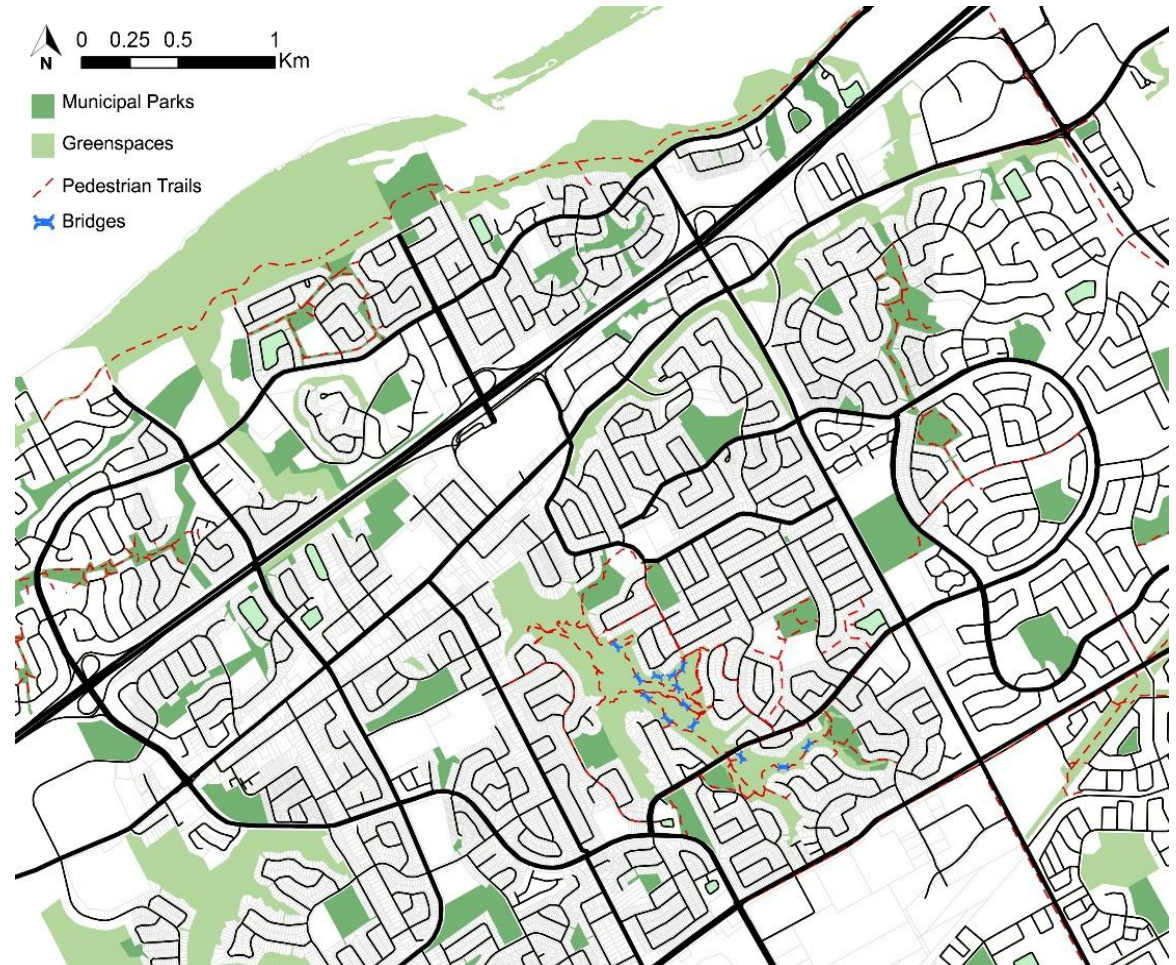 0 0.25 0.5 1
Km
N
Municipal Parks
Greenspaces
Pedestrian Trails
Bridges